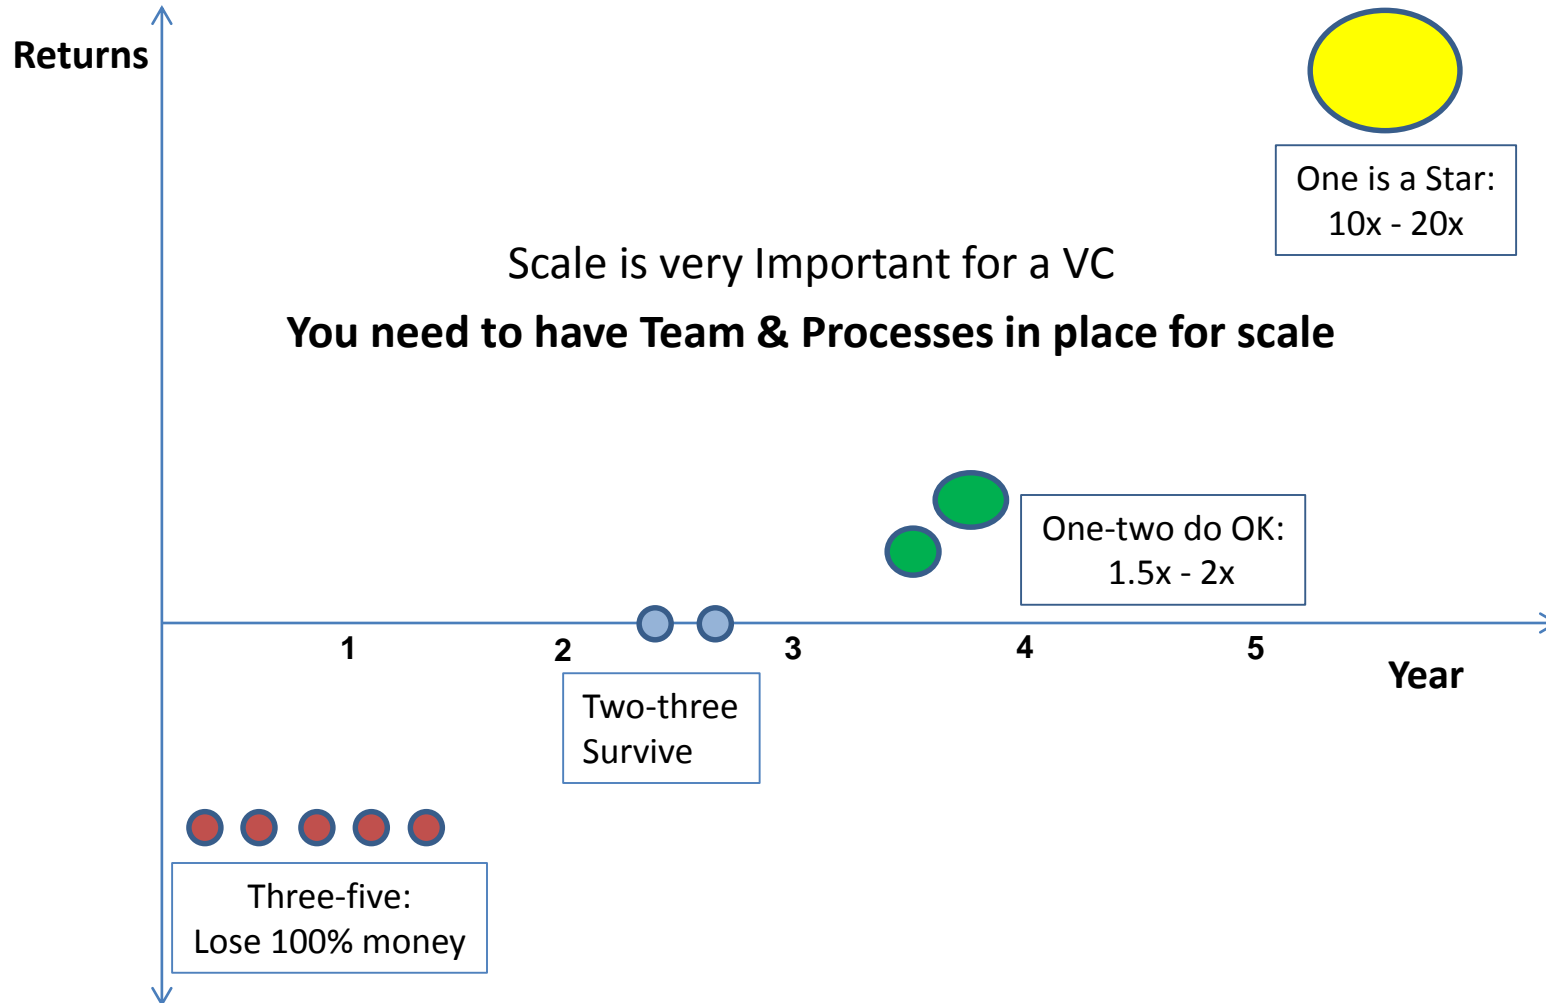 Returns
One is a Star:
10x - 20x
Scale is very Important for a VC
You need to have Team & Processes in place for scale
One-two do OK:
1.5x - 2x
1
2
3
4
5
Year
Two-three
Survive
Three-five:
Lose 100% money